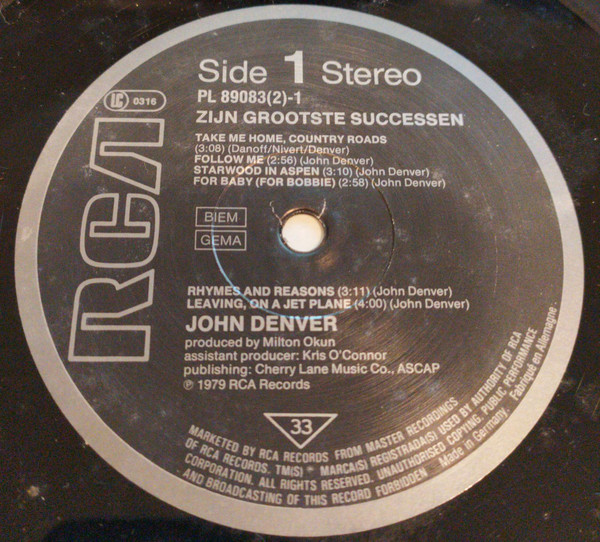 Side 1 Stereo
PL 89083(2)-1
LC 0316
ZIJN GROOTSTE SUCCESSEN
TAKE ME HOME, COUNTRY ROADS
(3:08) (Danoff/Nivert/Denver)
FOLLOW ME (2:56) (John Denver)
STARWOOD IN ASPEN (3:10) (John Denver)
FOR BABY (FOR BOBBIE) (2:58) (John Denver)
RCA
BIEM
GEMA
RHYMES AND REASONS (3:11) (John Denver)
LEAVING, ON A JET PLANE (4:00) (John Denver)
JOHN DENVER
produced by Milton Okun
assistant producer: Kris O'Connor
publishing: Cherry Lane Music Co., ASCAP
℗ 1979 RCA Records
33
MARKETED BY RCA RECORDS FROM MASTER RECORDINGS
OF RCA RECORDS. TM(S) ® MARCA(S) REGISTRADA(S) USED BY AUTHORITY OF RCA
CORPORATION. ALL RIGHTS RESERVED. UNAUTHORISED COPYING. PUBLIC PERFORMANCE
AND BROADCASTING OF THIS RECORD FORBIDDEN - Made in Germany. Fabriqué en Allemagne.